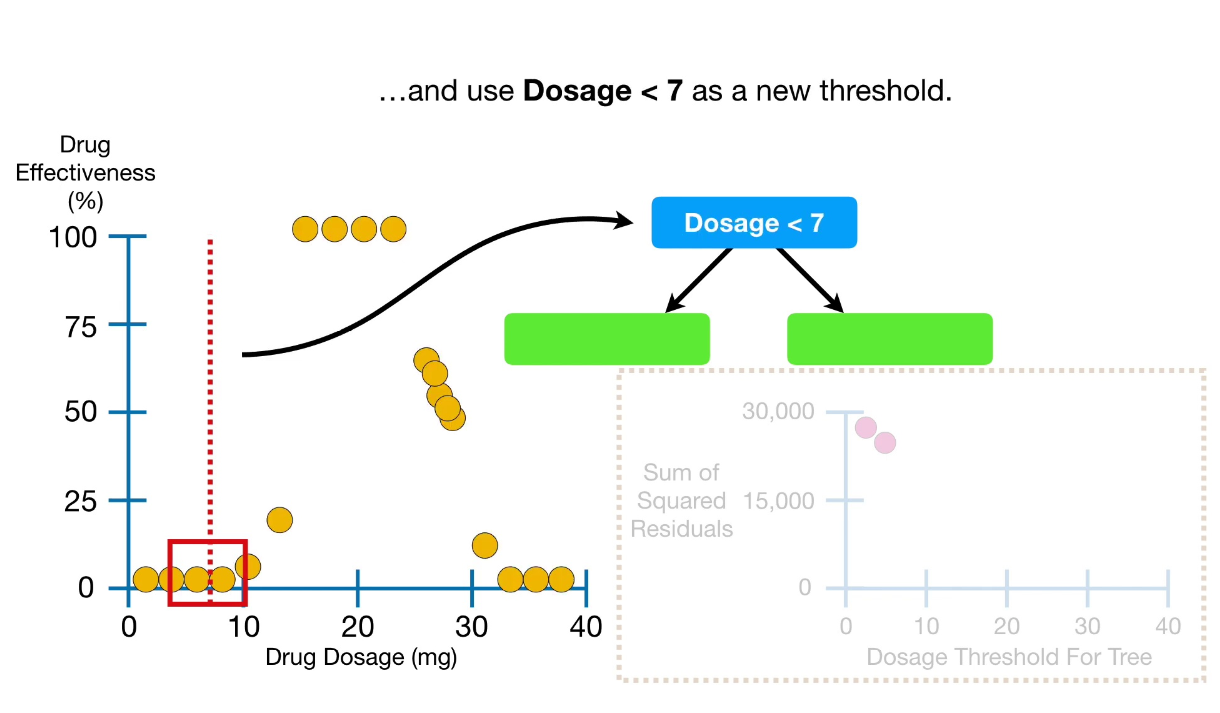 …and use Dosage < 7 as a new threshold.
Drug
Effectiveness
(%)
100
75
50
25
0
0 10 20 30 40
Drug Dosage (mg)
Dosage < 7
30,000
15,000
0
Sum of
Squared
Residuals
0 10 20 30 40
Dosage Threshold For Tree